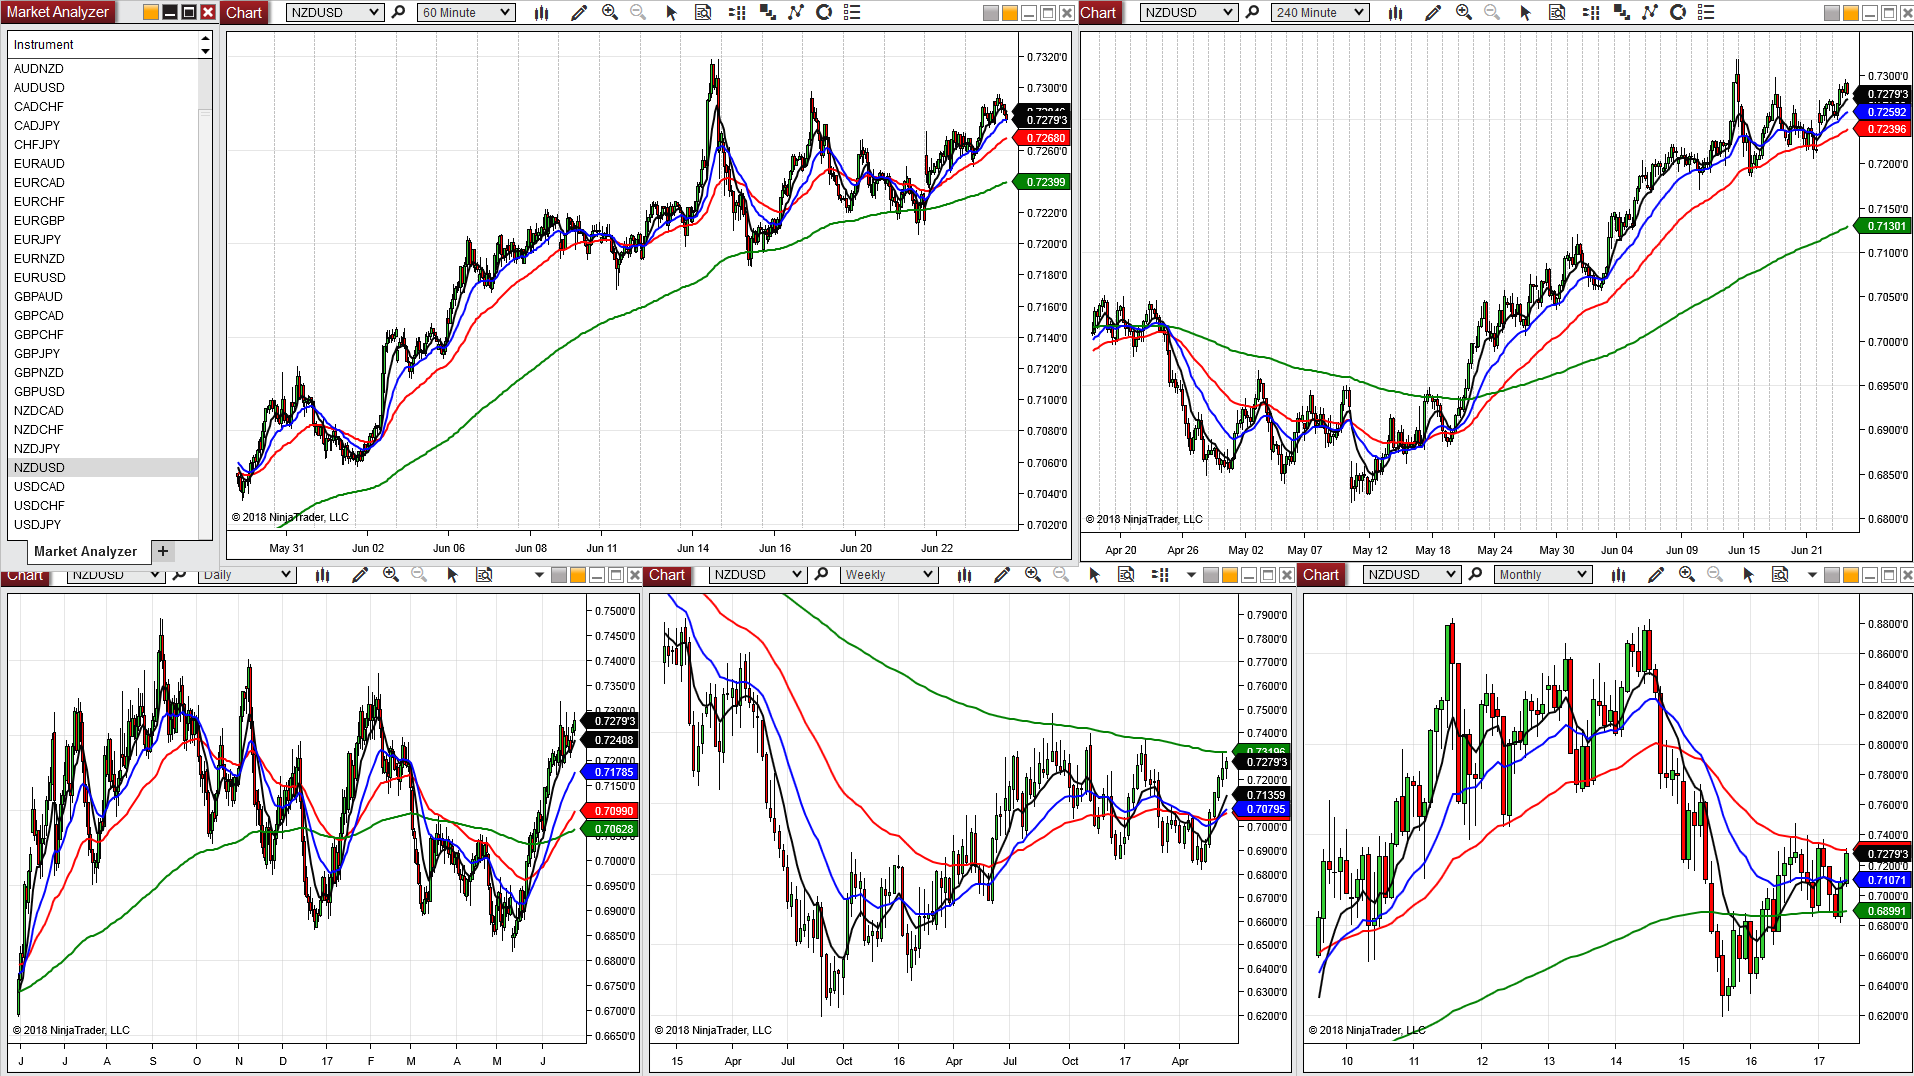 Market Analyzer
Instrument
AUDNZD
AUDUSD
CADCHF
CADJPY
CHFJPY
EURAUD
EURCAD
EURCHF
EURGBP
EURJPY
EURNZD
EURUSD
GBPAUD
GBPCAD
GBPCHF
GBPJPY
GBPNZD
GBPUSD
NZDCAD
NZDCHF
NZDJPY
NZDUSD
USDCAD
USDCHF
USDJPY
Market Analyzer +
Chart NZDUSD 60 Minute
0.7320'0
0.7300'0
0.7279'3
0.72680
0.7260'0
0.72399
0.7220'0
0.7200'0
0.7180'0
0.7160'0
0.7140'0
0.7120'0
0.7100'0
0.7080'0
0.7060'0
0.7040'0
0.7020'0
© 2018 NinjaTrader, LLC
May 31 Jun 02 Jun 06 Jun 08 Jun 11 Jun 14 Jun 16 Jun 20 Jun 22
Chart NZDUSD 240 Minute
0.7300'0
0.7279'3
0.72592
0.72396
0.7200'0
0.7150'0
0.71301
0.7100'0
0.7050'0
0.7000'0
0.6950'0
0.6900'0
0.6850'0
0.6800'0
© 2018 NinjaTrader, LLC
Apr 20 Apr 26 May 02 May 07 May 12 May 18 May 24 May 30 Jun 04 Jun 09 Jun 15 Jun 21
Chart NZDUSD Daily
0.7500'0
0.7450'0
0.7400'0
0.7350'0
0.7300'0
0.7279'3
0.72408
0.7200'0
0.71785
0.7150'0
0.70990
0.70628
0.7000'0
0.6950'0
0.6900'0
0.6850'0
0.6800'0
0.6750'0
0.6700'0
0.6650'0
© 2018 NinjaTrader, LLC
J J A S O N D 17 F M A M J
Chart NZDUSD Weekly
0.7900'0
0.7800'0
0.7700'0
0.7600'0
0.7500'0
0.7400'0
0.73196
0.7279'3
0.7200'0
0.71359
0.70795
0.7000'0
0.6900'0
0.6800'0
0.6700'0
0.6600'0
0.6500'0
0.6400'0
0.6300'0
0.6200'0
© 2018 NinjaTrader, LLC
15 Apr Jul Oct 16 Apr Jul Oct 17 Apr
Chart NZDUSD Monthly
0.8800'0
0.8600'0
0.8400'0
0.8200'0
0.8000'0
0.7800'0
0.7600'0
0.7400'0
0.7279'3
0.7200'0
0.71071
0.7000'0
0.68991
0.6800'0
0.6600'0
0.6400'0
0.6200'0
© 2018 NinjaTrader, LLC
10 11 12 13 14 15 16 17